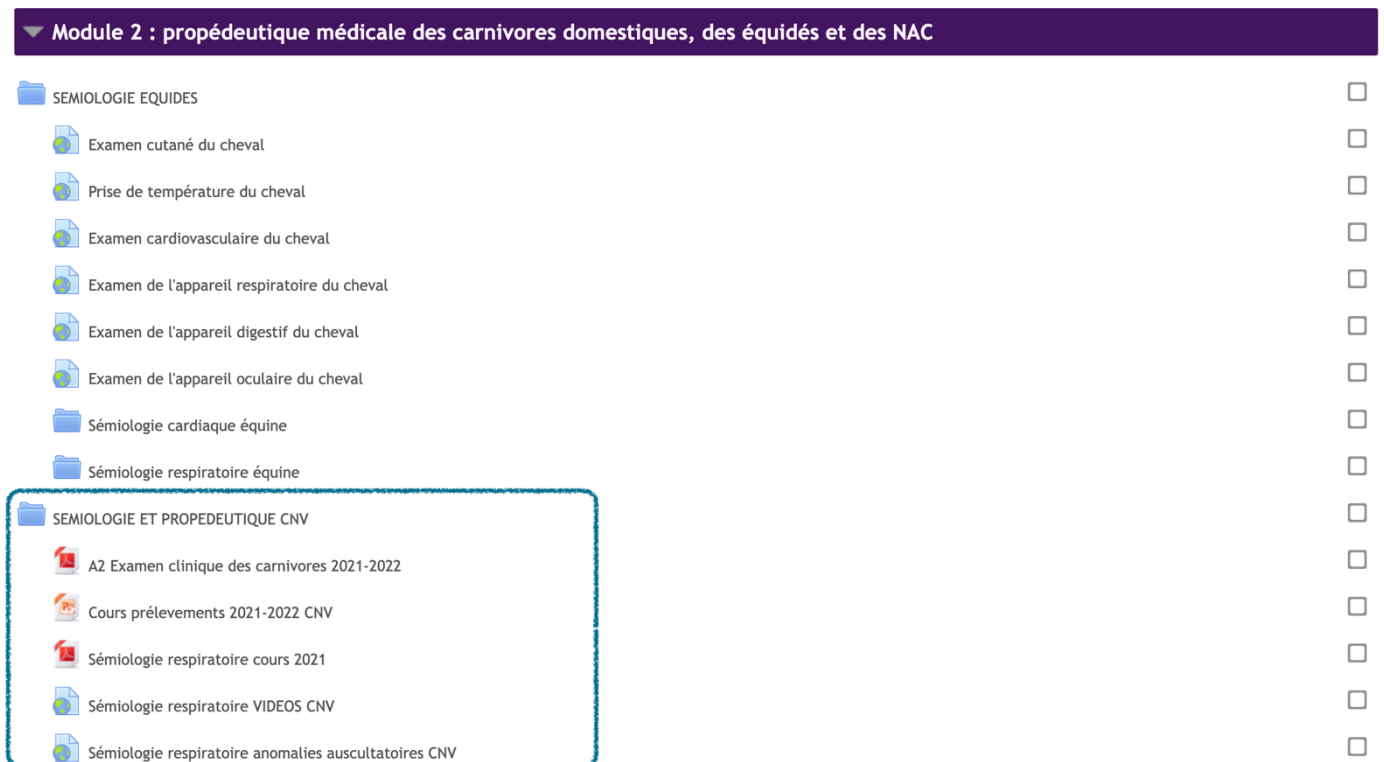 Module 2 : propédeutique médicale des carnivores domestiques, des équidés et des NAC
SEMIOLOGIE EQUIDES
Examen cutané du cheval
Prise de température du cheval
Examen cardiovasculaire du cheval
Examen de l'appareil respiratoire du cheval
Examen de l'appareil digestif du cheval
Examen de l'appareil oculaire du cheval
Sémiologie cardiaque équine
Sémiologie respiratoire équine
SEMIOLOGIE ET PROPEDEUTIQUE CNV
A2 Examen clinique des carnivores 2021-2022
Cours prélevements 2021-2022 CNV
Sémiologie respiratoire cours 2021
Sémiologie respiratoire VIDEOS CNV
Sémiologie respiratoire anomalies auscultatoires CNV